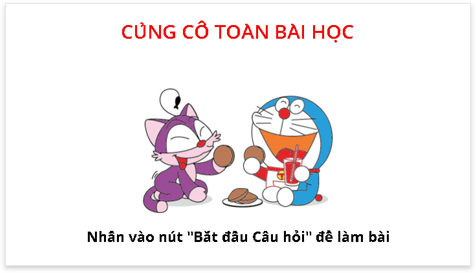 CỦNG CỐ TOÀN BÀI HỌC
Nhấn vào nút "Bắt đầu Câu hỏi" để làm bài